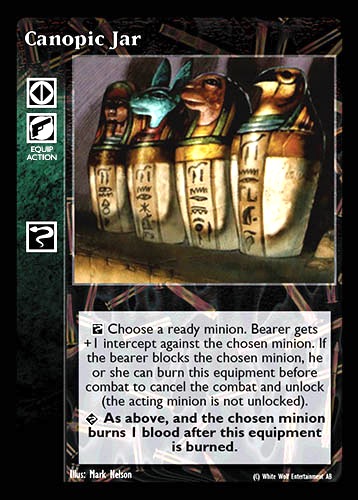 Canopic Jar
EQUIP
ACTION
Choose a ready minion. Bearer gets
+1 intercept against the chosen minion. If
the bearer blocks the chosen minion, he
or she can burn this equipment before
combat to cancel the combat and unlock
(the acting minion is not unlocked).
As above, and the chosen minion
burns 1 blood after this equipment
is burned.
Illus: Mark Nelson
(C) White Wolf Entertainment AB